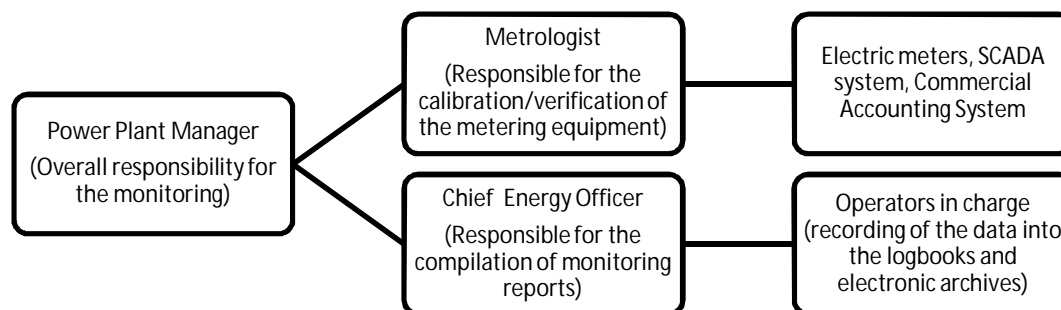 Power Plant Manager
(Overall responsibility for
the monitoring)
Metrologist
(Responsible for the
calibration/verification of
the metering equipment)
Electric meters, SCADA
system, Commercial
Accounting System
Chief Energy Officer
(Responsible for the
compilation of monitoring
reports)
Operators in charge
(recording of the data into
the logbooks and
electronic archives)